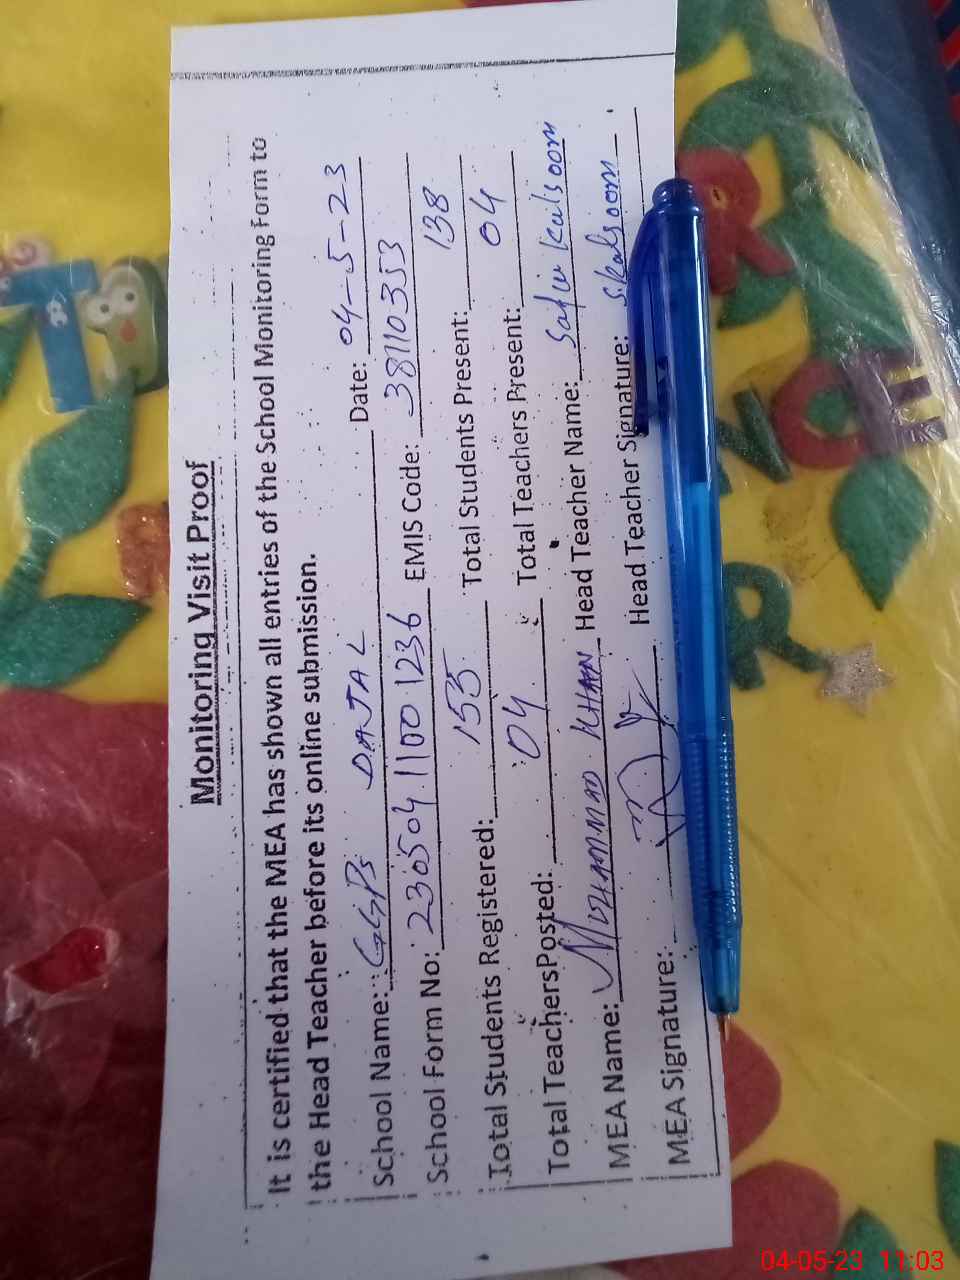 Monitoring Visit Proof
It is certified that the MEA has shown all entries of the School Monitoring Form to
the Head Teacher before its online submission.
School Name: GGPS DAJAL Date: 04-5-23
School Form No: 230504 1100 1236 EMIS Code: 38110353
Total Students Registered: 155 Total Students Present: 138
Total TeachersPosted: 04 Total Teachers Present: 04
MEA Name: MUHAMMAD KHAN Head Teacher Name: Kalsoom
MEA Signature: Head Teacher Signature: Skalsoom
04-05-23 11:03